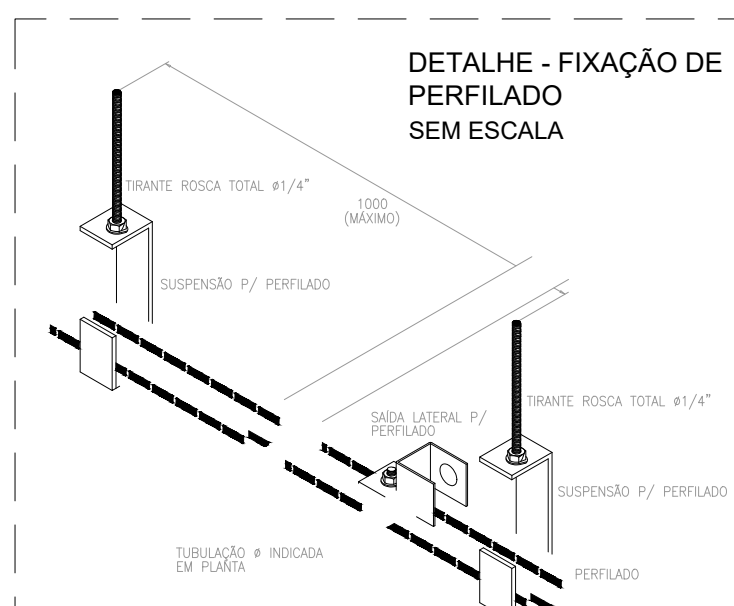 DETALHE - FIXAÇÃO DE
PERFILADO
SEM ESCALA
TIRANTE ROSCA TOTAL ø1/4"
1000
(MÁXIMO)
SUSPENSÃO P/ PERFILADO
TIRANTE ROSCA TOTAL ø1/4"
SAÍDA LATERAL P/
PERFILADO
SUSPENSÃO P/ PERFILADO
TUBULAÇÃO ø INDICADA
EM PLANTA
PERFILADO